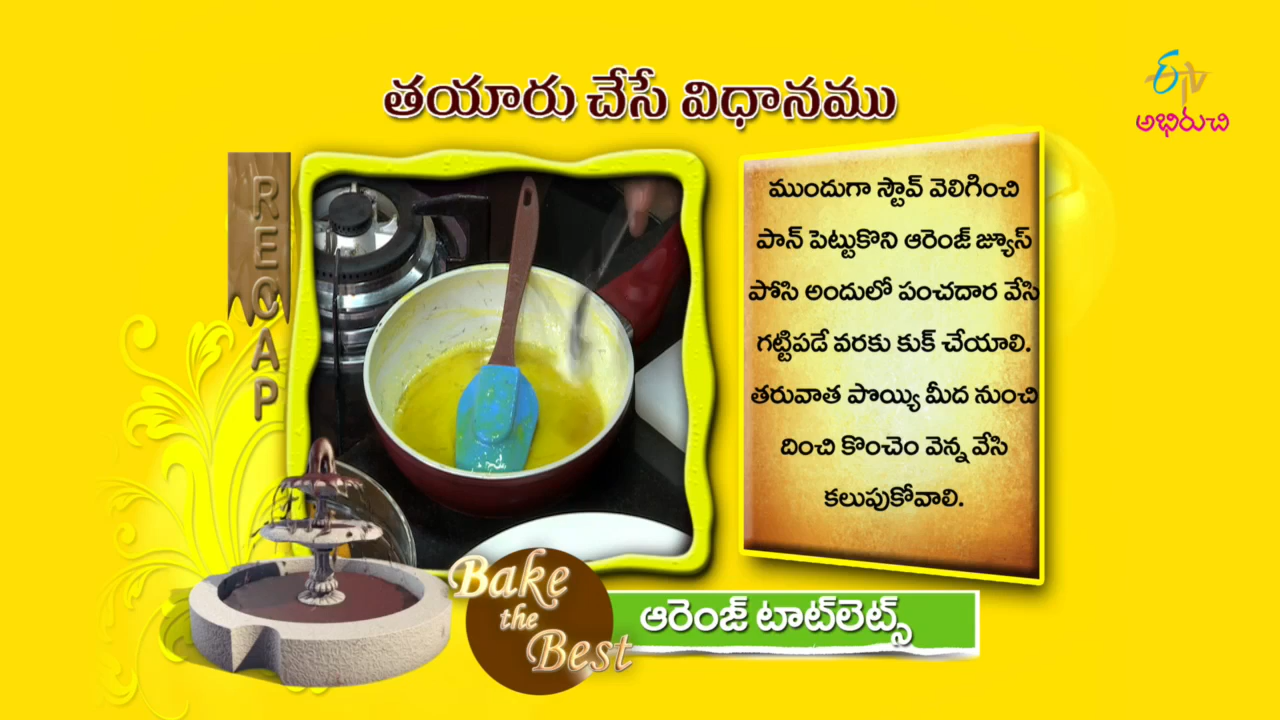 తయారు చేసే విధానము
ETV
అభిరుచి
RECAP
ముందుగా స్టౌవ్ వెలిగించి
పాన్ పెట్టుకొని ఆరెంజ్ జ్యూస్
పోసి అందులో పంచదార వేసి
గట్టిపడే వరకు కుక్ చేయాలి.
తరువాత పొయ్యి మీద నుంచి
దించి కొంచెం వెన్న వేసి
కలుపుకోవాలి.
Bake
the
Best
ఆరెంజ్ టాట్‌లెట్స్